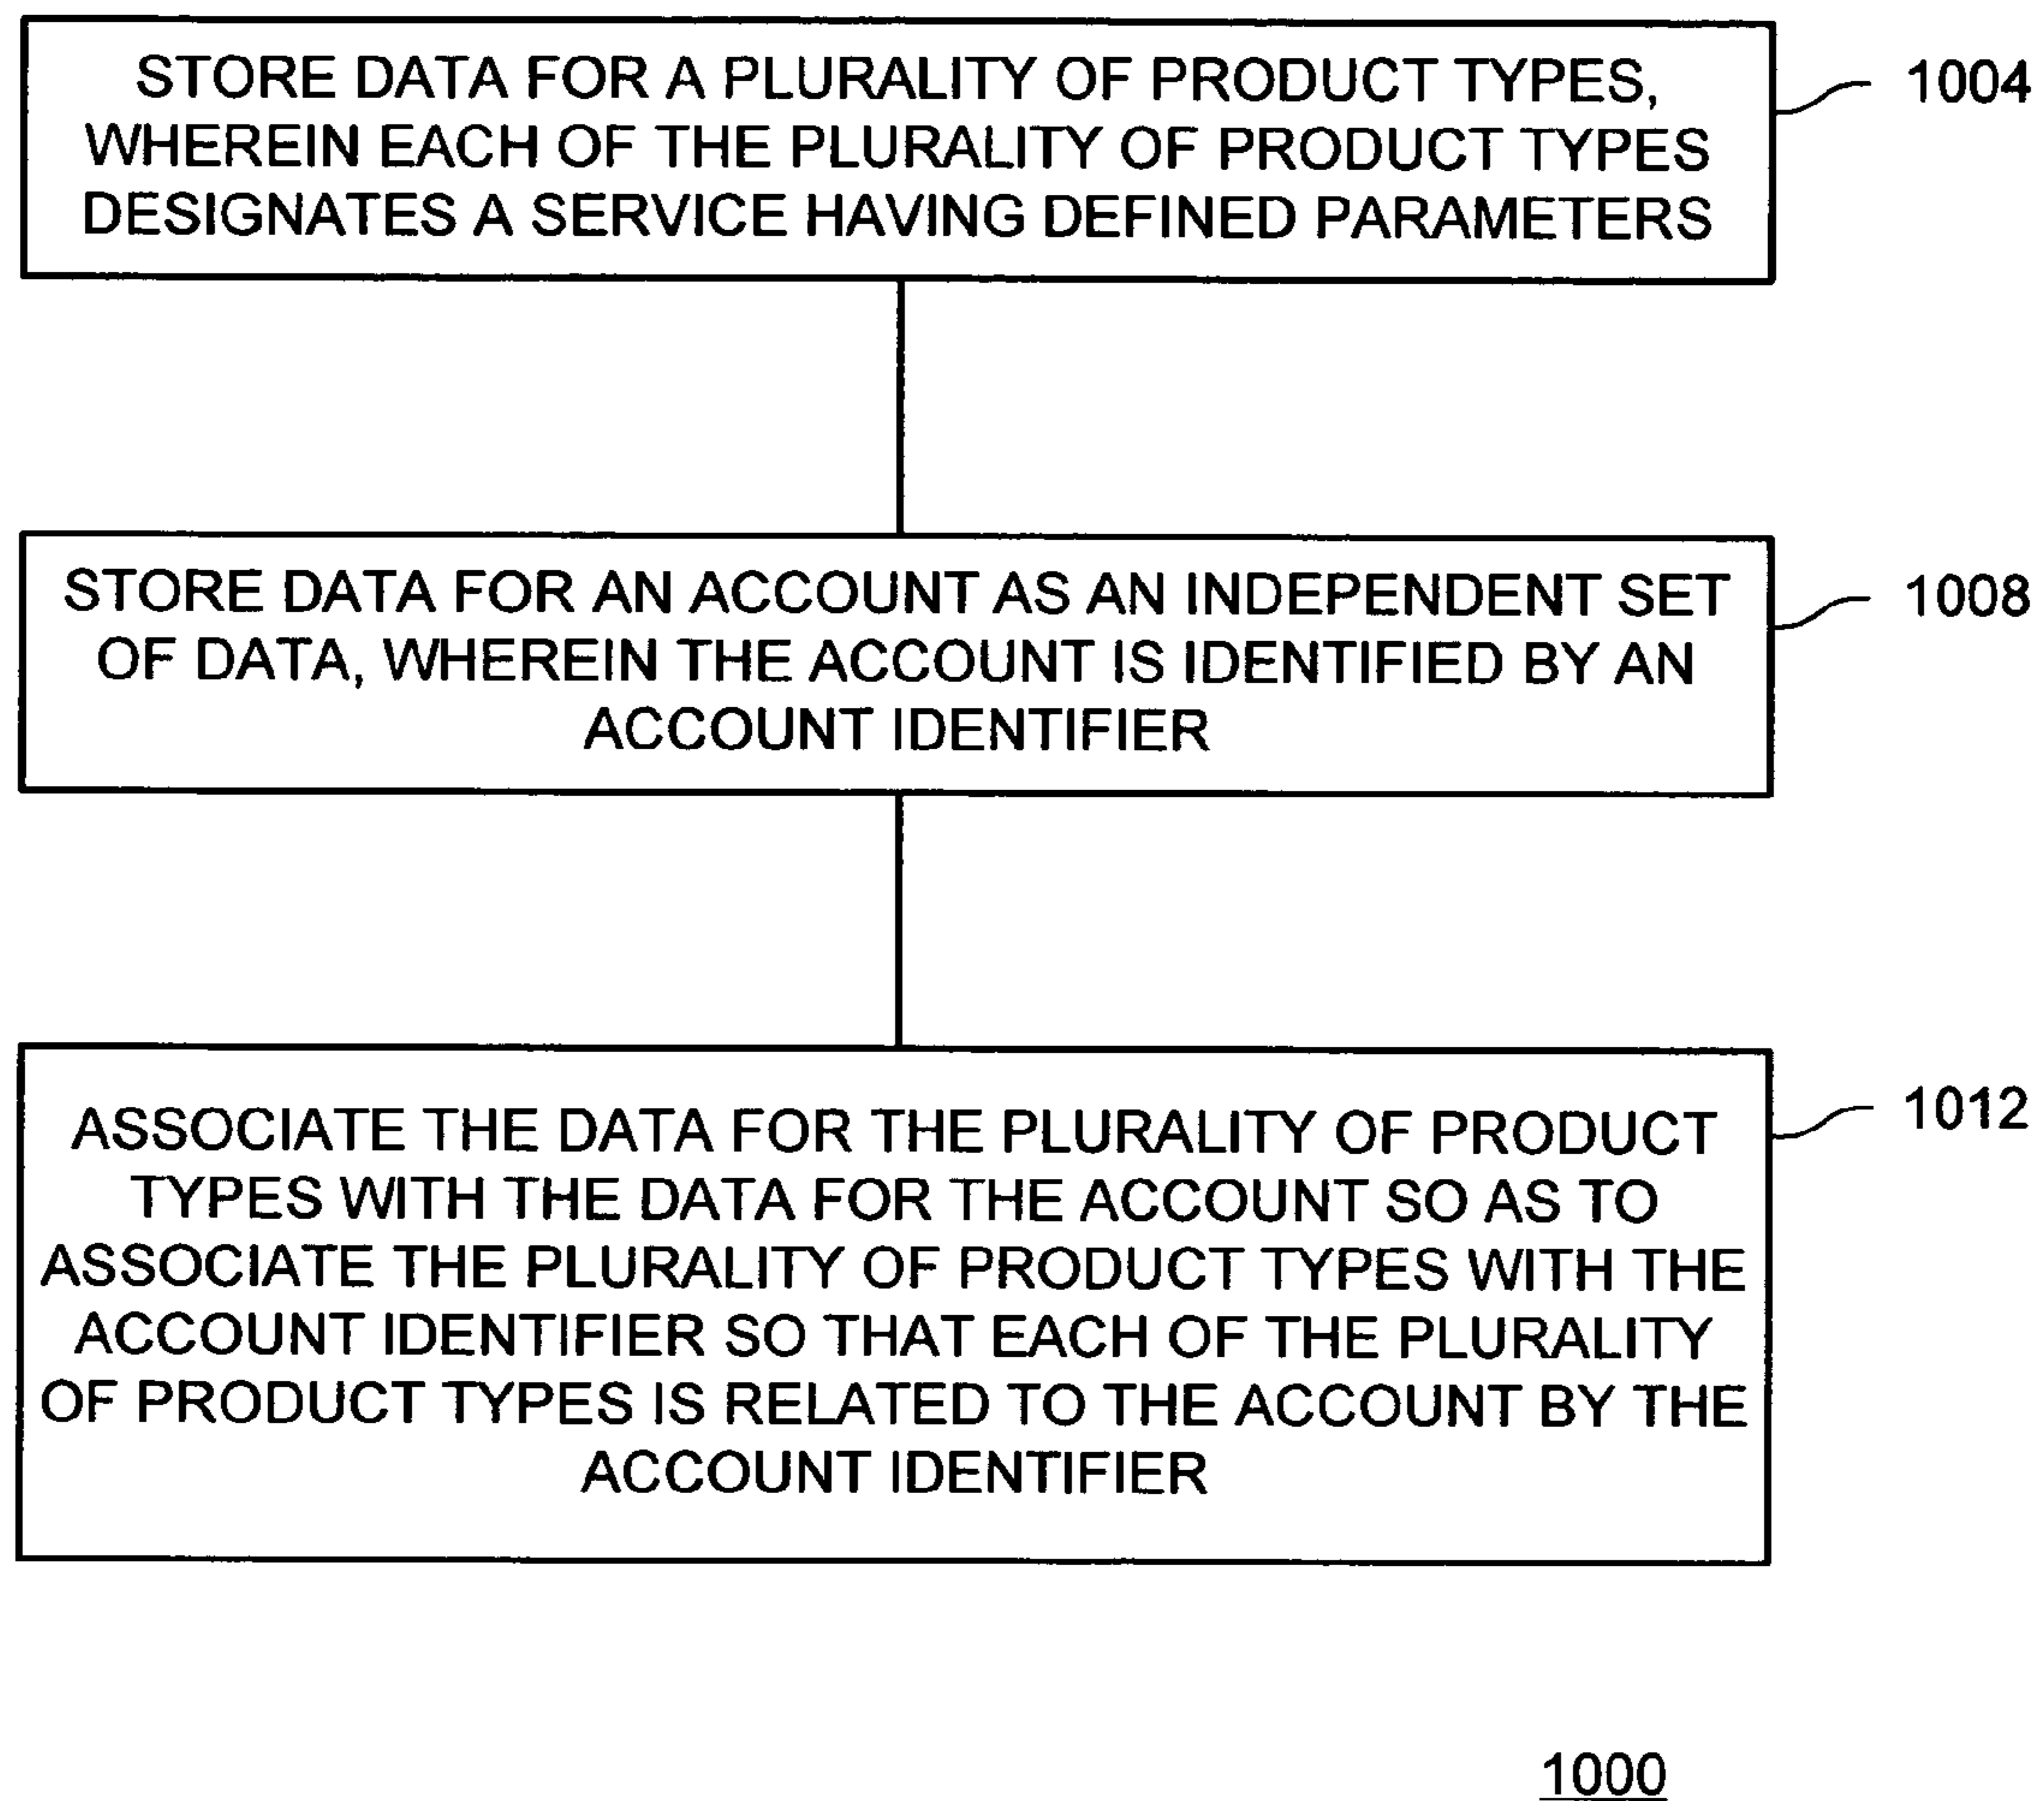 STORE DATA FOR A PLURALITY OF PRODUCT TYPES,
WHEREIN EACH OF THE PLURALITY OF PRODUCT TYPES
DESIGNATES A SERVICE HAVING DEFINED PARAMETERS
1004
STORE DATA FOR AN ACCOUNT AS AN INDEPENDENT SET
OF DATA, WHEREIN THE ACCOUNT IS IDENTIFIED BY AN
ACCOUNT IDENTIFIER
1008
ASSOCIATE THE DATA FOR THE PLURALITY OF PRODUCT
TYPES WITH THE DATA FOR THE ACCOUNT SO AS TO
ASSOCIATE THE PLURALITY OF PRODUCT TYPES WITH THE
ACCOUNT IDENTIFIER SO THAT EACH OF THE PLURALITY
OF PRODUCT TYPES IS RELATED TO THE ACCOUNT BY THE
ACCOUNT IDENTIFIER
1012
1000